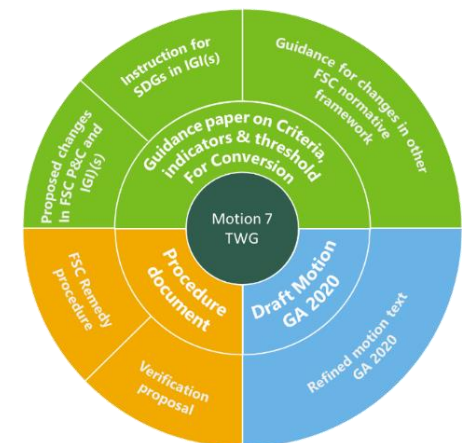 Proposed changes
In FSC P&C and
IGI)(s)
Instruction for
SDGs in IGI(s)
Guidance for changes in other
FSC normative
framework
Guidance paper on Criteria,
indicators & threshold
For Conversion
Motion 7
TWG
Procedure
document
Draft Motion
GA 2020
FSC Remedy
procedure
Verification
proposal
Refined motion text
GA 2020